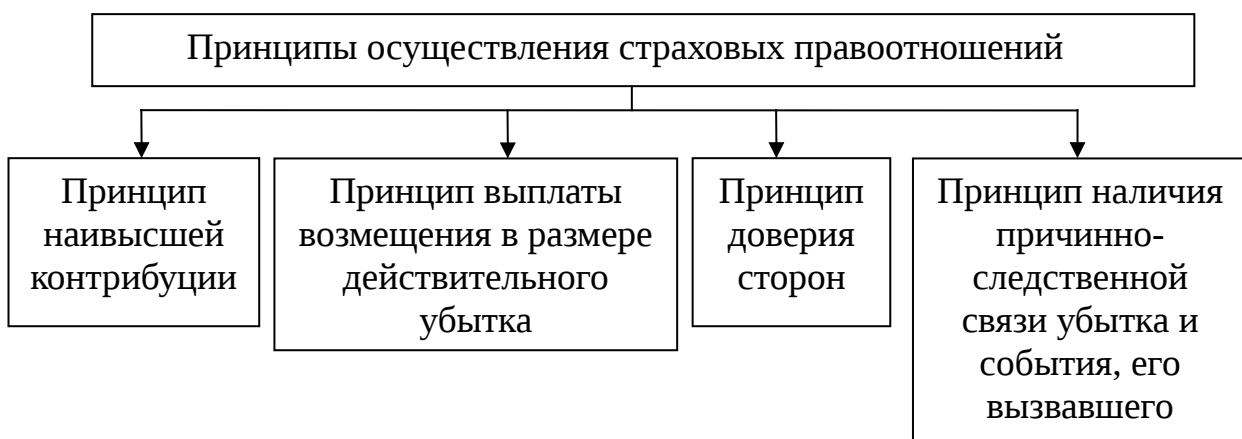 Принципы осуществления страховых правоотношений
Принцип
наивысшей
контрибуции
Принцип выплаты
возмещения в размере
действительного
убытка
Принцип
доверия
сторон
Принцип наличия
причинно-
следственной
связи убытка и
события, его
вызвавшего